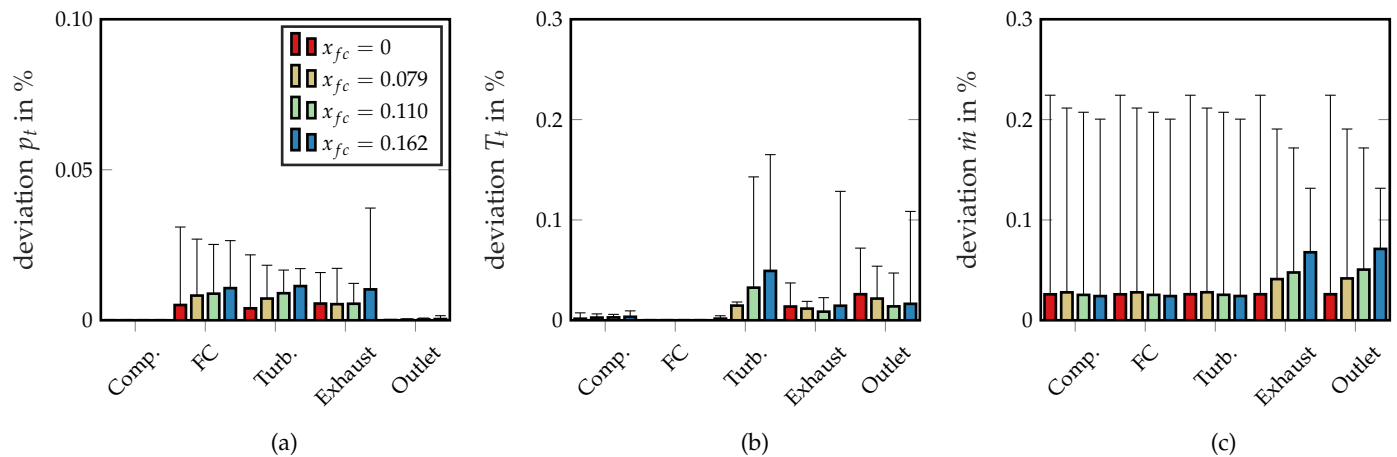 deviation p_t in %
0.10
0.05
0
x_fc = 0
x_fc = 0.079
x_fc = 0.110
x_fc = 0.162
Comp.
FC
Turb.
Exhaust
Outlet
(a)
deviation T_t in %
0.3
0.2
0.1
0
Comp.
FC
Turb.
Exhaust
Outlet
(b)
deviation ṁ in %
0.3
0.2
0.1
0
Comp.
FC
Turb.
Exhaust
Outlet
(c)